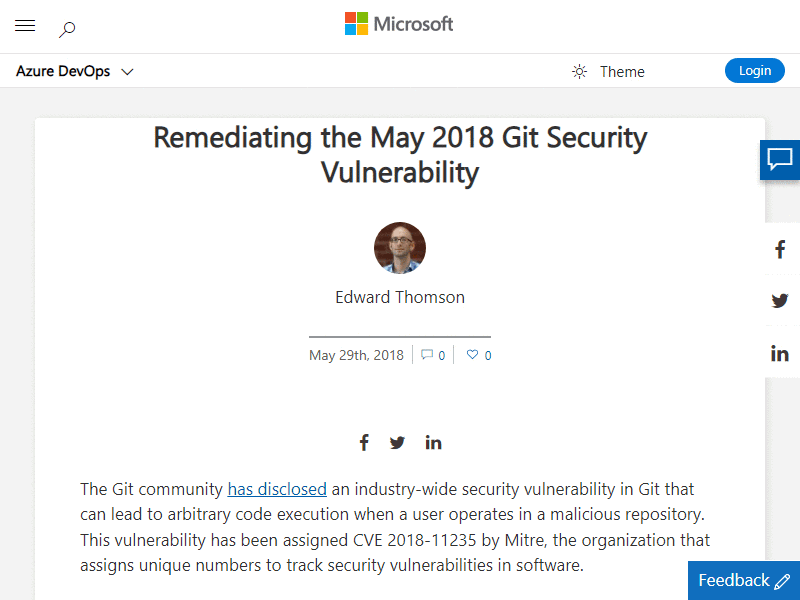 Microsoft
Azure DevOps
Theme
Login
Remediating the May 2018 Git Security
Vulnerability
Edward Thomson
May 29th, 2018 0 0
The Git community has disclosed an industry-wide security vulnerability in Git that
can lead to arbitrary code execution when a user operates in a malicious repository.
This vulnerability has been assigned CVE 2018-11235 by Mitre, the organization that
assigns unique numbers to track security vulnerabilities in software.
Feedback